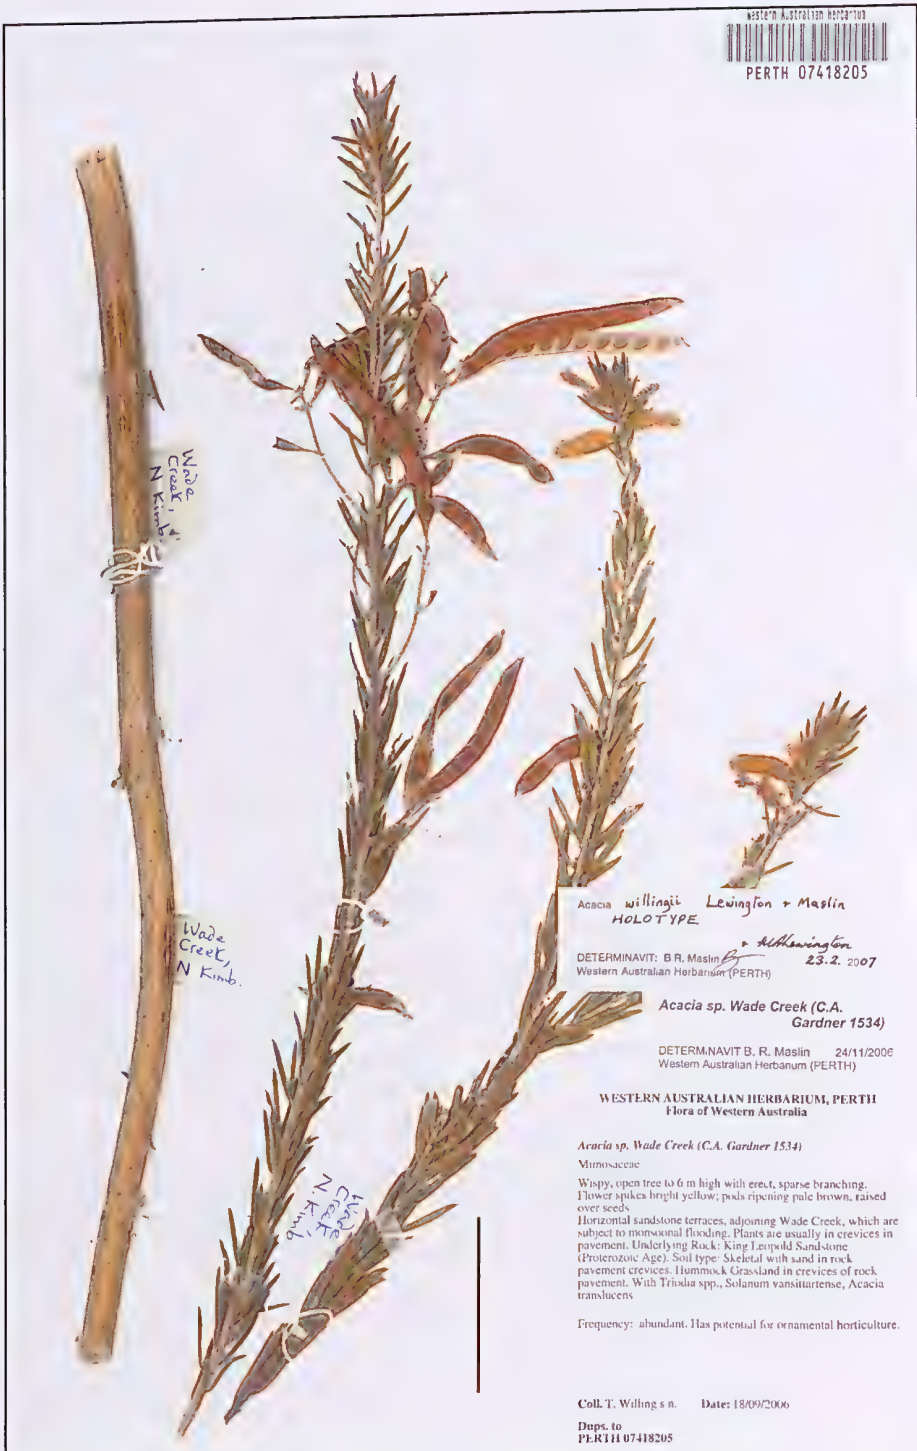 Western Australian Herbarium
PERTH 07418205
Wade
Creek,
N Kimb.
Wade
Creek,
N Kimb.
Wade
Creek,
N. Kimb
Acacia willingii Lewington + Maslin
HOLOTYPE
+ Lewington
DETERMINAVIT: B R. Maslin 23.2. 2007
Western Australian Herbarium (PERTH)
Acacia sp. Wade Creek (C.A.
Gardner 1534)
DETERMINAVIT B. R. Maslin 24/11/2006
Western Australian Herbarium (PERTH)
WESTERN AUSTRALIAN HERBARIUM, PERTH
Flora of Western Australia
Acacia sp. Wade Creek (C.A. Gardner 1534)
Mimosaceae
Wispy, open tree to 6 m high with erect, sparse branching.
Flower spikes bright yellow; pods ripening pale brown, raised
over seeds
Horizontal sandstone terraces, adjoining Wade Creek, which are
subject to monsoonal flooding. Plants are usually in crevices in
pavement. Underlying Rock: King Leopold Sandstone
(Proterozoic Age). Soil type: Skeletal with sand in rock
pavement crevices. Hummock Grassland in crevices of rock
pavement. With Triodia spp., Solanum vansittartense, Acacia
translucens
Frequency: abundant. Has potential for ornamental horticulture.
Coll. T. Willing s n. Date: 18/09/2006
Dups. to
PERTH 07418205